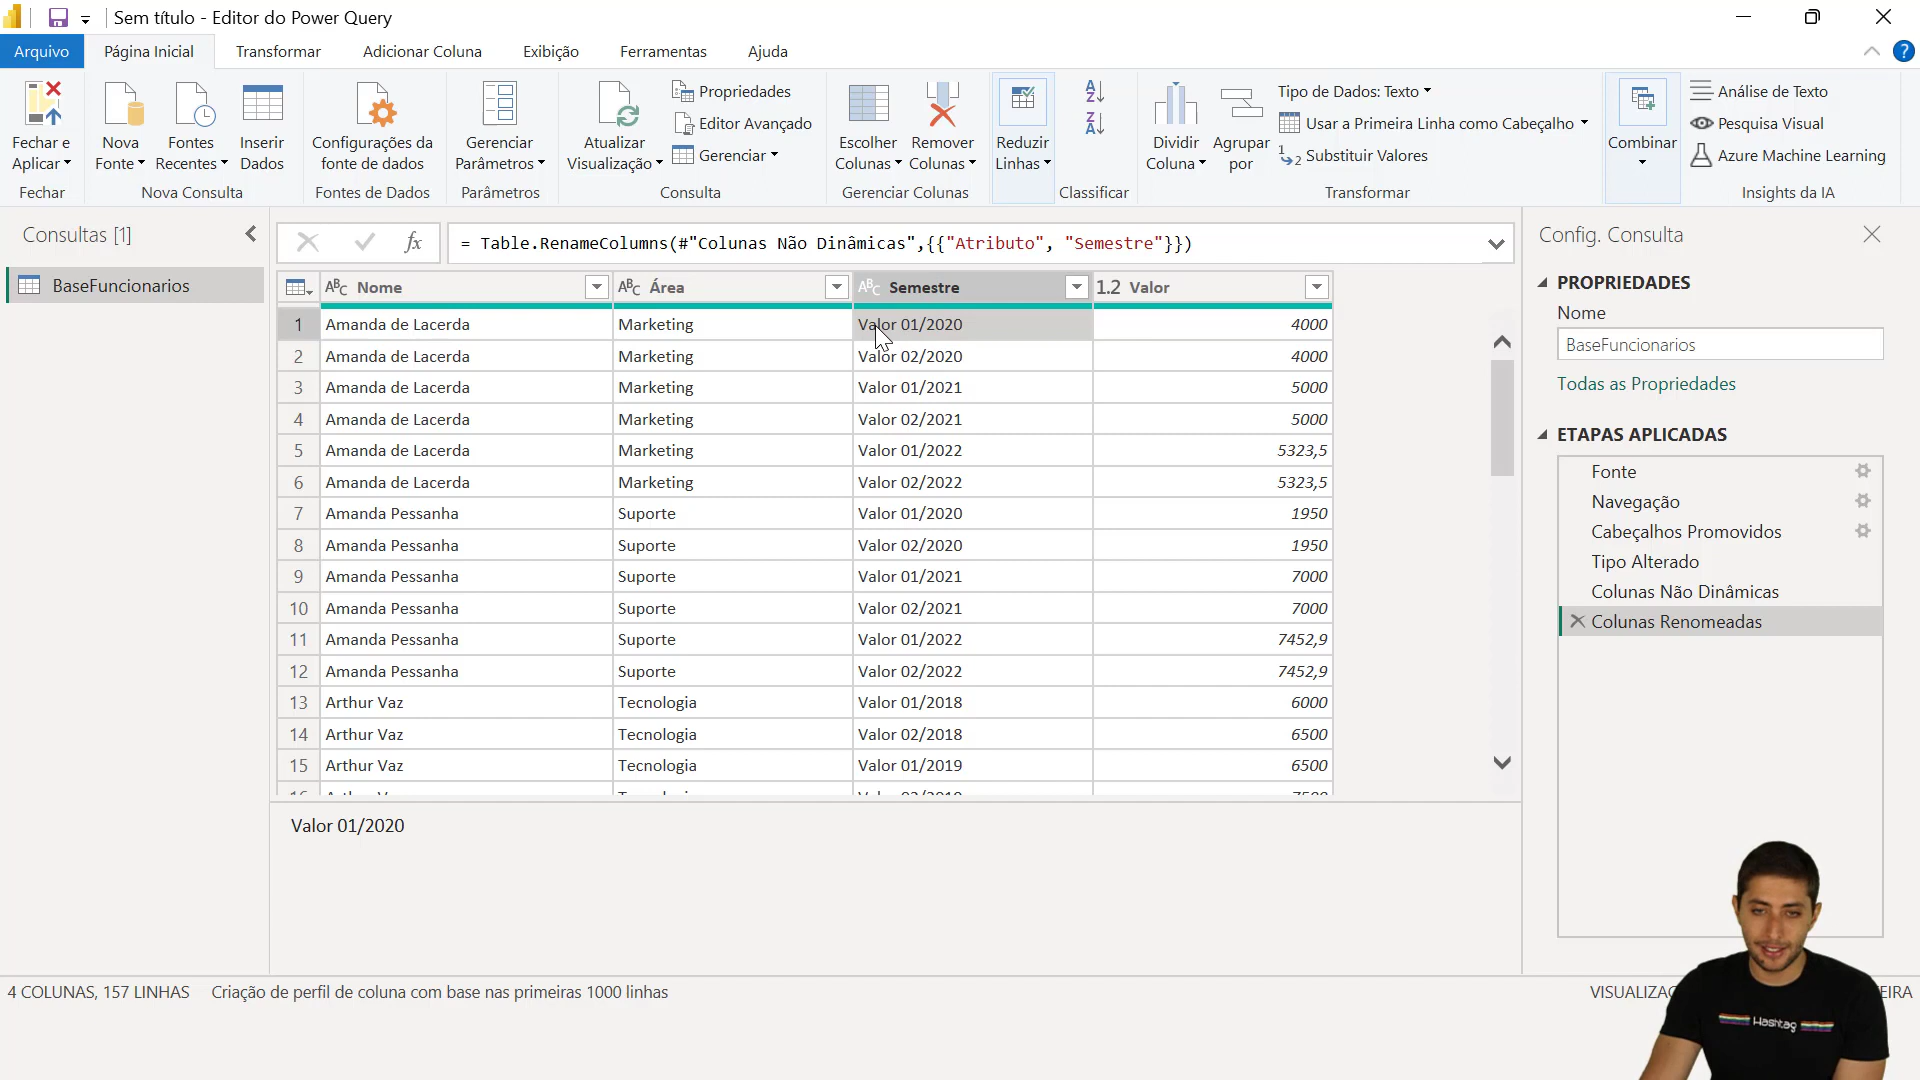 Sem título - Editor do Power Query
Arquivo
Página Inicial
Transformar
Adicionar Coluna
Exibição
Ferramentas
Ajuda
Fechar e
Aplicar
Fechar
Nova
Fonte
Fontes
Recentes
Inserir
Dados
Nova Consulta
Configurações da
fonte de dados
Fontes de Dados
Gerenciar
Parâmetros
Parâmetros
Atualizar
Visualização
Propriedades
Editor Avançado
Gerenciar
Consulta
Escolher
Colunas
Remover
Colunas
Gerenciar Colunas
Reduzir
Linhas
Classificar
Dividir
Coluna
Agrupar
por
Tipo de Dados: Texto
Usar a Primeira Linha como Cabeçalho
Substituir Valores
Transformar
Combinar
Análise de Texto
Pesquisa Visual
Azure Machine Learning
Insights da IA
Consultas [1]
BaseFuncionarios
= Table.RenameColumns(#"Colunas Não Dinâmicas",{{"Atributo", "Semestre"}})
Nome Área Semestre 1.2 Valor
1 Amanda de Lacerda Marketing Valor 01/2020 4000
2 Amanda de Lacerda Marketing Valor 02/2020 4000
3 Amanda de Lacerda Marketing Valor 01/2021 5000
4 Amanda de Lacerda Marketing Valor 02/2021 5000
5 Amanda de Lacerda Marketing Valor 01/2022 5323,5
6 Amanda de Lacerda Marketing Valor 02/2022 5323,5
7 Amanda Pessanha Suporte Valor 01/2020 1950
8 Amanda Pessanha Suporte Valor 02/2020 1950
9 Amanda Pessanha Suporte Valor 01/2021 7000
10 Amanda Pessanha Suporte Valor 02/2021 7000
11 Amanda Pessanha Suporte Valor 01/2022 7452,9
12 Amanda Pessanha Suporte Valor 02/2022 7452,9
13 Arthur Vaz Tecnologia Valor 01/2018 6000
14 Arthur Vaz Tecnologia Valor 02/2018 6500
15 Arthur Vaz Tecnologia Valor 01/2019 6500
Valor 01/2020
Config. Consulta
PROPRIEDADES
Nome
BaseFuncionarios
Todas as Propriedades
ETAPAS APLICADAS
Fonte
Navegação
Cabeçalhos Promovidos
Tipo Alterado
Colunas Não Dinâmicas
Colunas Renomeadas
Hashtag
4 COLUNAS, 157 LINHAS Criação de perfil de coluna com base nas primeiras 1000 linhas